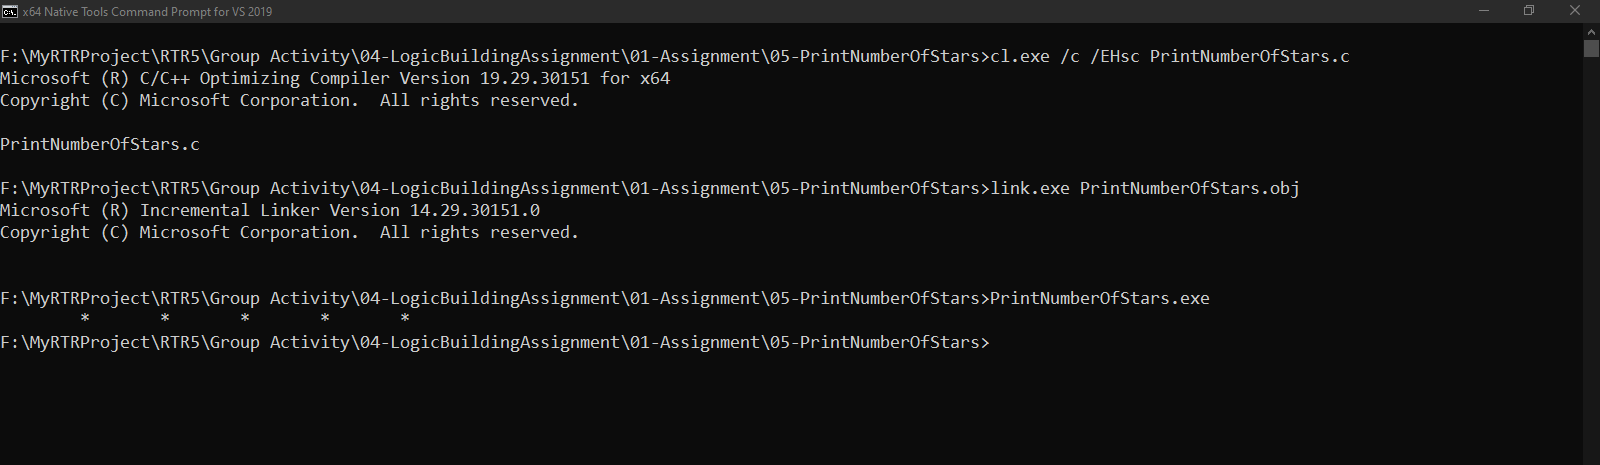 x64 Native Tools Command Prompt for VS 2019
F:\MyRTRProject\RTR5\Group Activity\04-LogicBuildingAssignment\01-Assignment\05-PrintNumberOfStars>cl.exe /c /EHsc PrintNumberOfStars.c
Microsoft (R) C/C++ Optimizing Compiler Version 19.29.30151 for x64
Copyright (C) Microsoft Corporation.  All rights reserved.
PrintNumberOfStars.c
F:\MyRTRProject\RTR5\Group Activity\04-LogicBuildingAssignment\01-Assignment\05-PrintNumberOfStars>link.exe PrintNumberOfStars.obj
Microsoft (R) Incremental Linker Version 14.29.30151.0
Copyright (C) Microsoft Corporation.  All rights reserved.
F:\MyRTRProject\RTR5\Group Activity\04-LogicBuildingAssignment\01-Assignment\05-PrintNumberOfStars>PrintNumberOfStars.exe
        *       *       *       *       *
F:\MyRTRProject\RTR5\Group Activity\04-LogicBuildingAssignment\01-Assignment\05-PrintNumberOfStars>